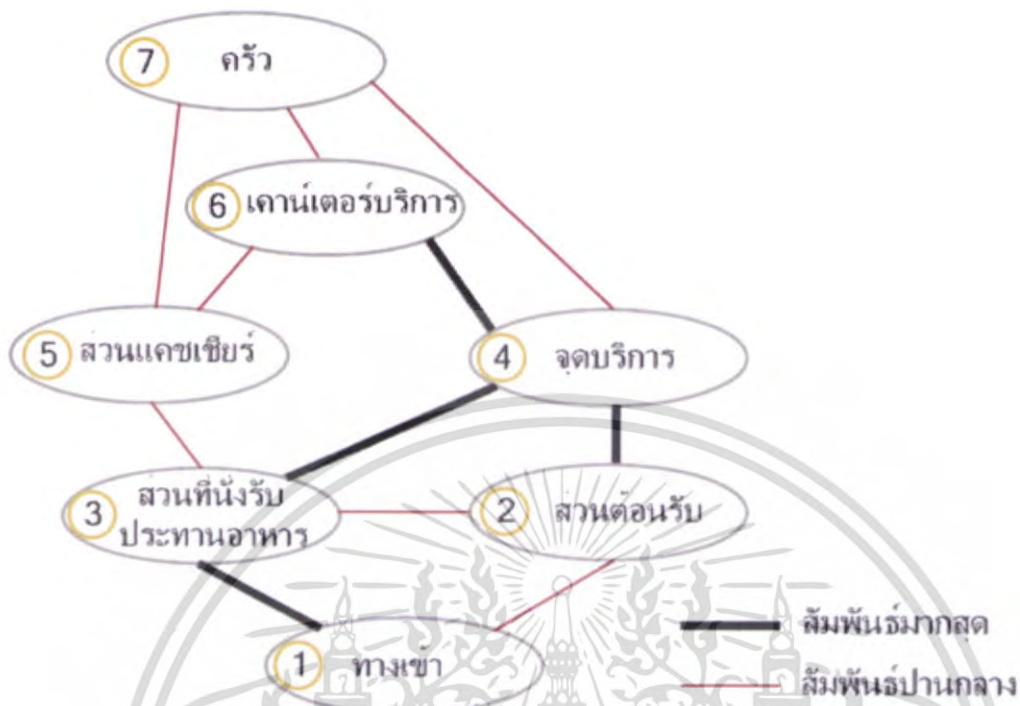 7 ครัว
6 เคาน์เตอร์บริการ
5 ส่วนแคชเชียร์
4 จุดบริการ
3 ส่วนที่นั่งรับ
ประทานอาหาร
2 ส่วนต้อนรับ
1 ทางเข้า
สัมพันธ์มากสุด
สัมพันธ์ปานกลาง